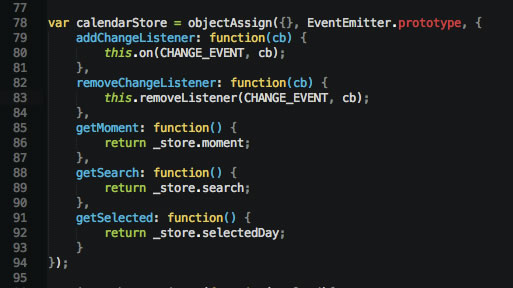 77
78 var calendarStore = objectAssign({}, EventEmitter.prototype, {
79     addChangeListener: function(cb) {
80         this.on(CHANGE_EVENT, cb);
81     },
82     removeChangeListener: function(cb) {
83         this.removeListener(CHANGE_EVENT, cb);
84     },
85     getMoment: function() {
86         return _store.moment;
87     },
88     getSearch: function() {
89         return _store.search;
90     },
91     getSelected: function() {
92         return _store.selectedDay;
93     }
94 });
95